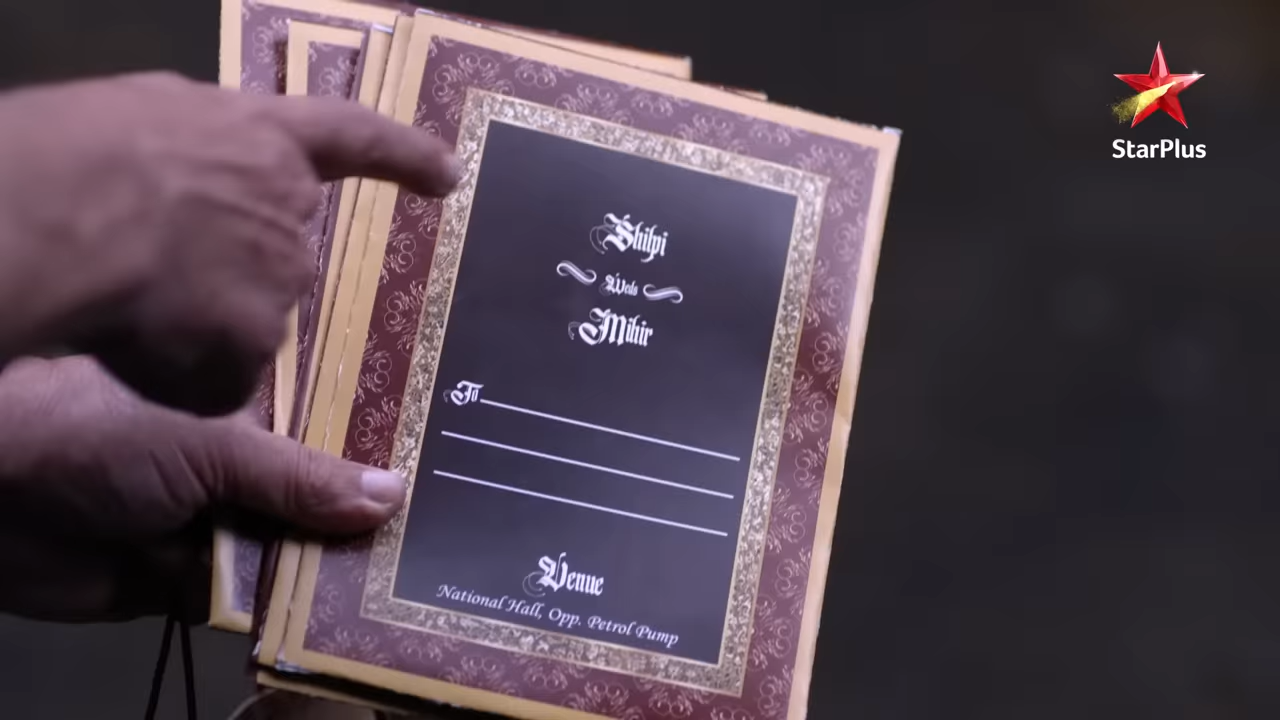 StarPlus
Shilpi
Weds
Mihir
To
Venue
National Hall, Opp. Petrol Pump